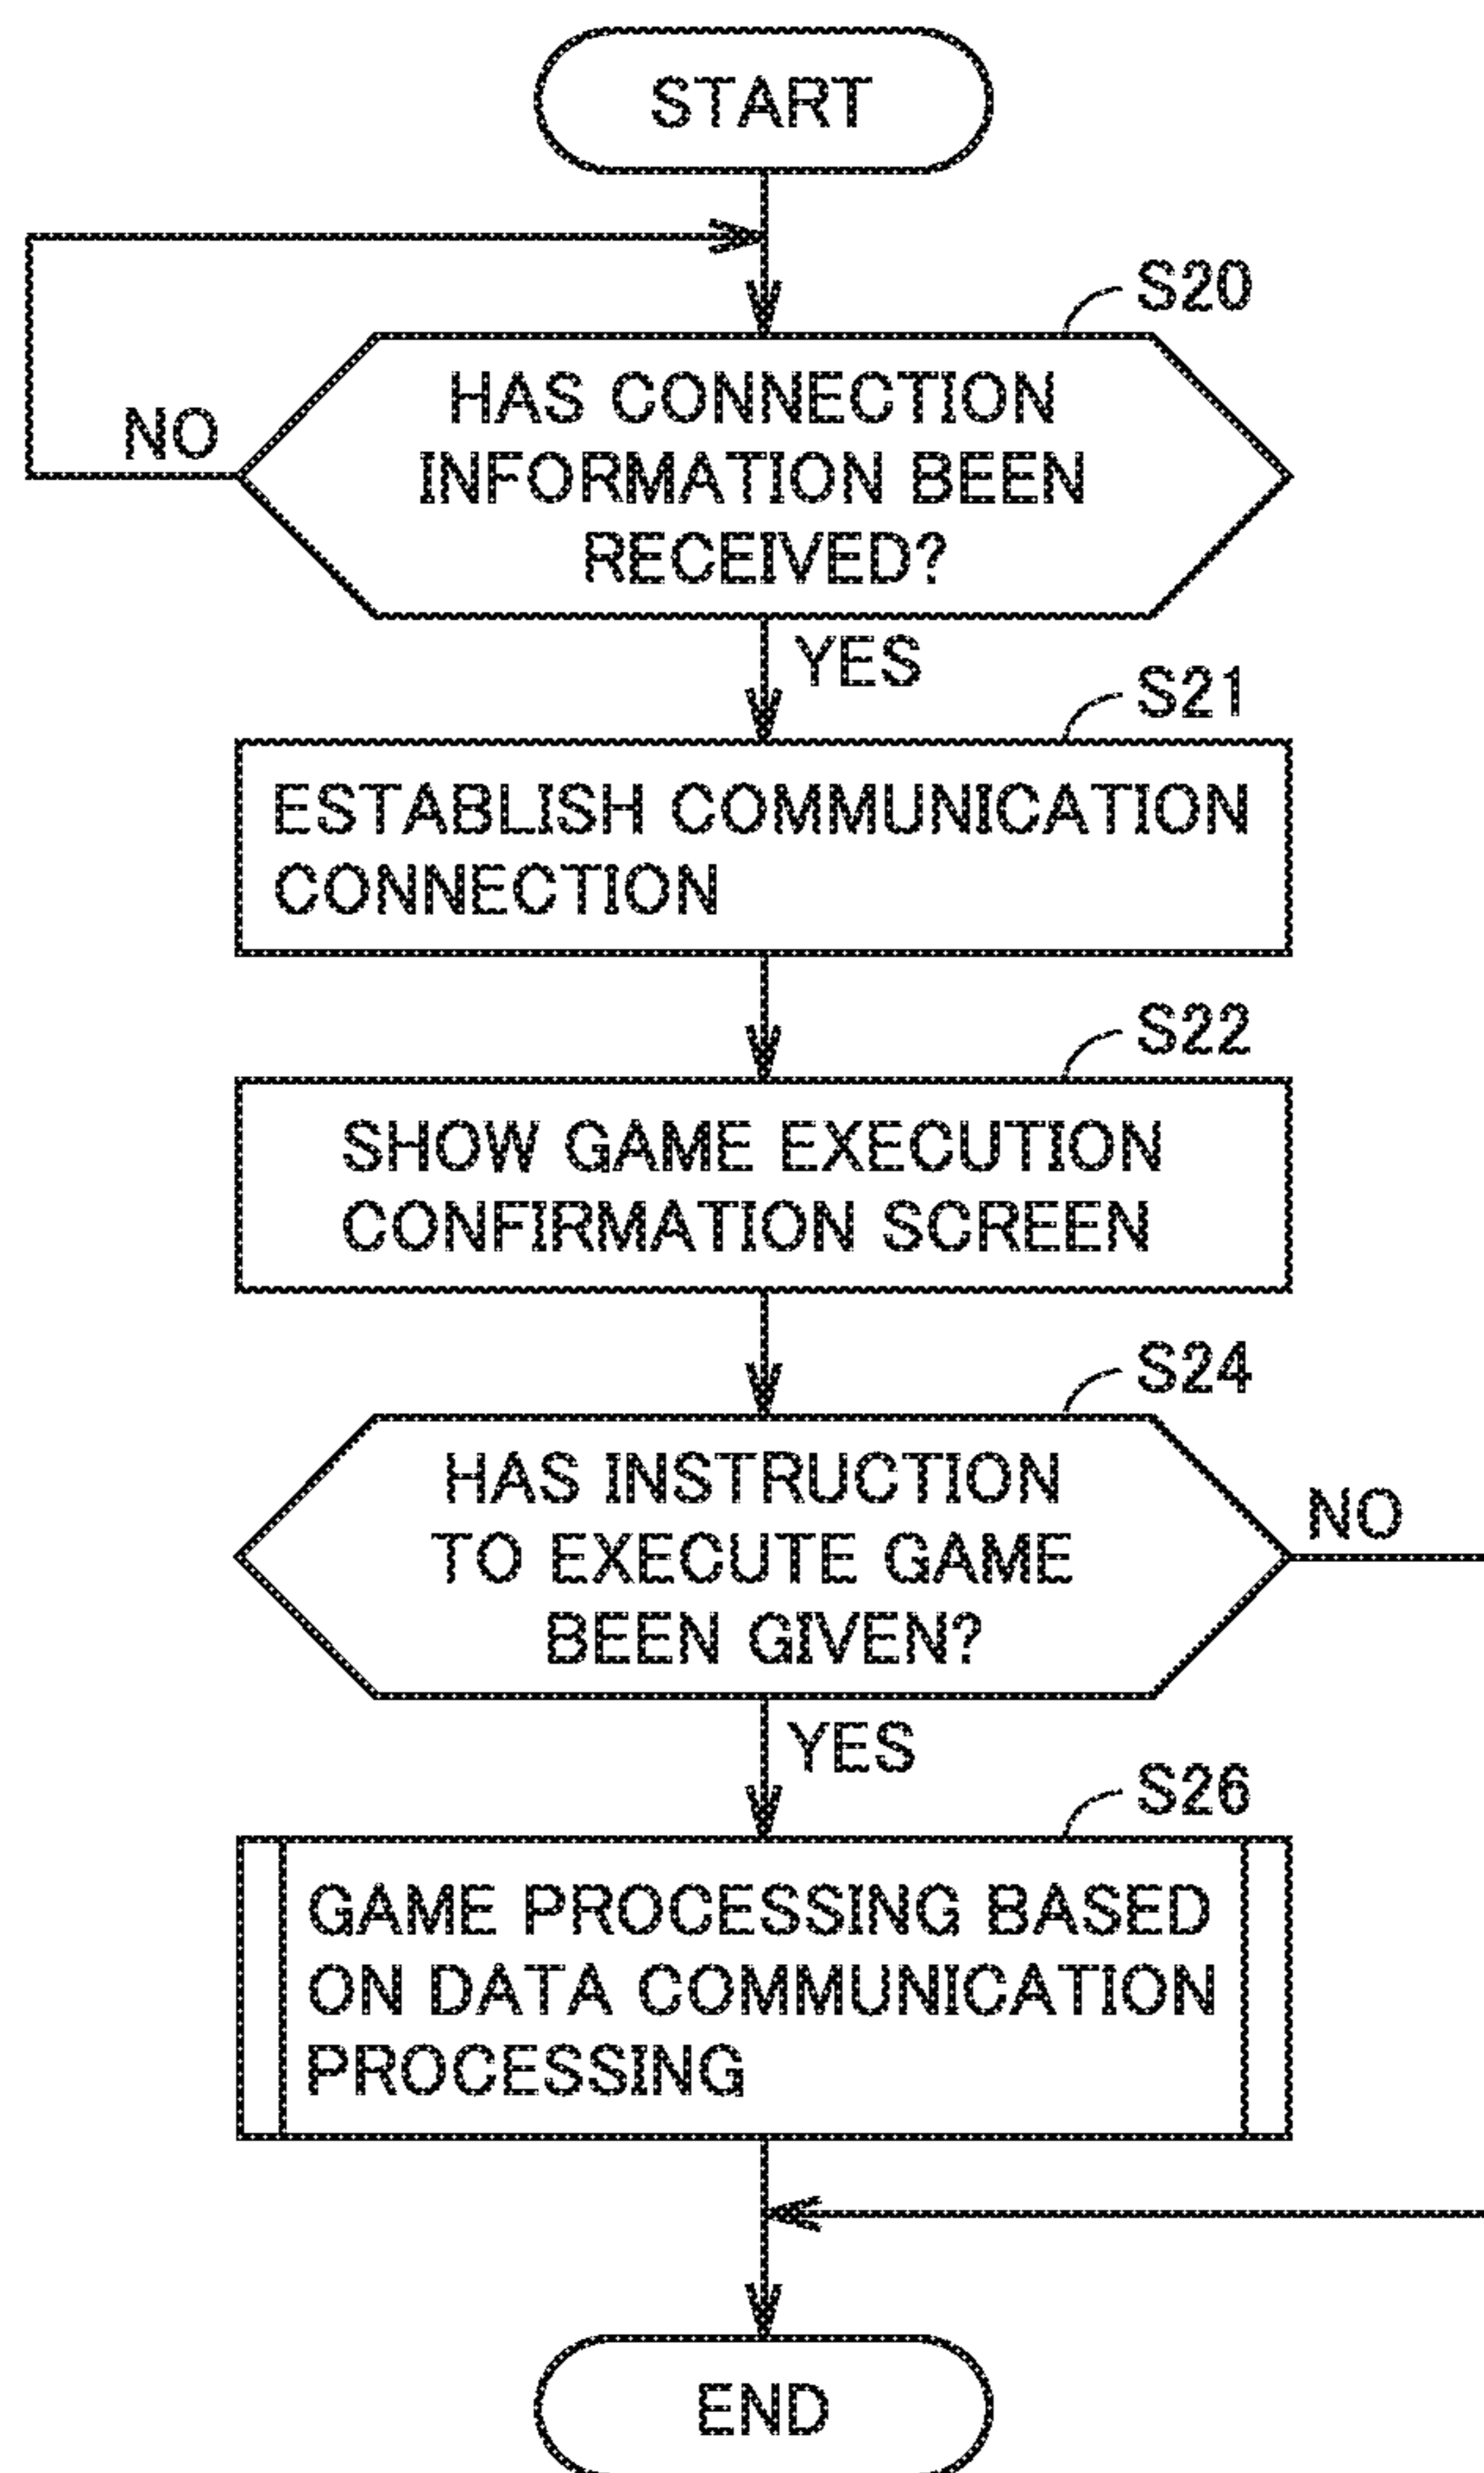 START
S20
HAS CONNECTION
INFORMATION BEEN
RECEIVED?
NO
YES
S21
ESTABLISH COMMUNICATION
CONNECTION
S22
SHOW GAME EXECUTION
CONFIRMATION SCREEN
S24
HAS INSTRUCTION
TO EXECUTE GAME
BEEN GIVEN?
NO
YES
S26
GAME PROCESSING BASED
ON DATA COMMUNICATION
PROCESSING
END